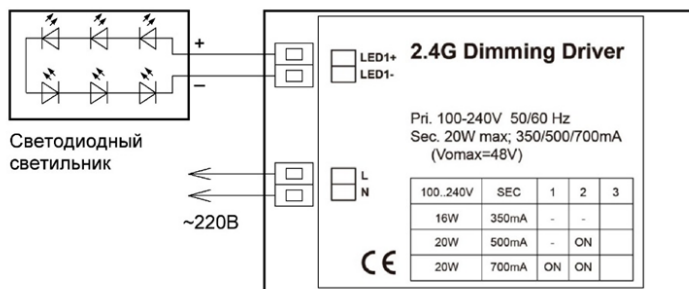 +
–
Светодиодный
светильник
~220В
LED1+
LED1-
L
N
2.4G Dimming Driver
Pri. 100-240V 50/60 Hz
Sec. 20W max; 350/500/700mA
(Vomax=48V)
100..240V SEC 1 2 3
16W 350mA - -
20W 500mA - ON
20W 700mA ON ON
CE